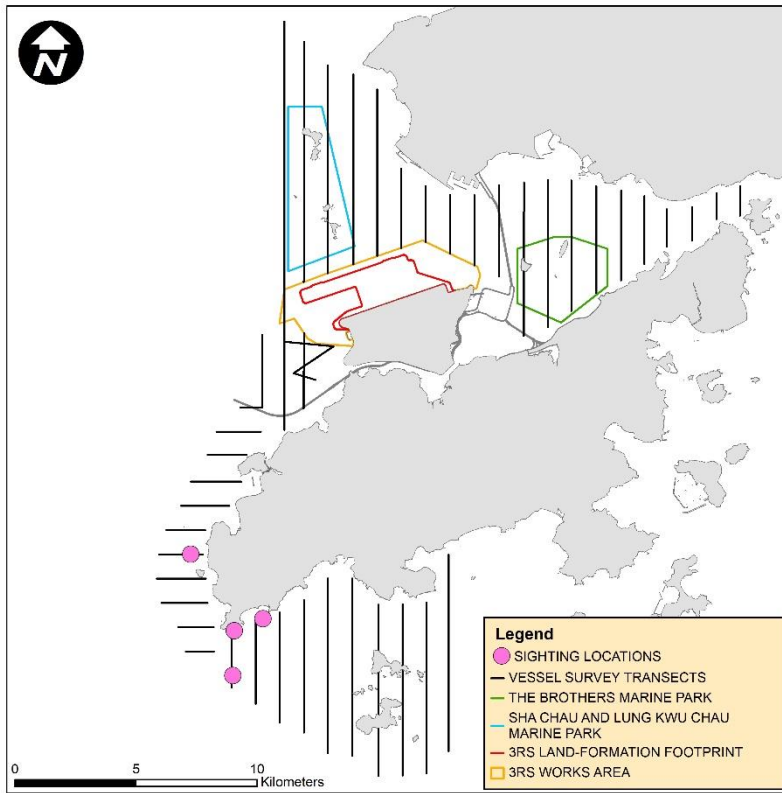 N
Legend
SIGHTING LOCATIONS
VESSEL SURVEY TRANSECTS
THE BROTHERS MARINE PARK
SHA CHAU AND LUNG KWU CHAU
MARINE PARK
3RS LAND-FORMATION FOOTPRINT
3RS WORKS AREA
0 5 10
Kilometers